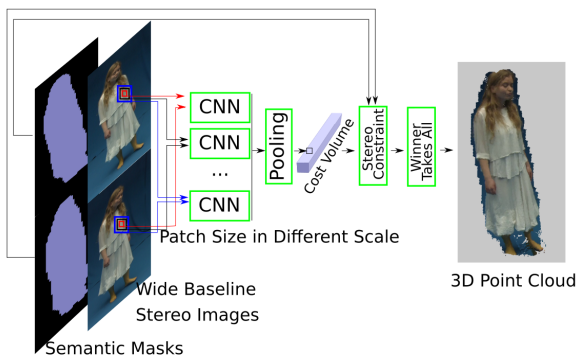 CNN
CNN
...
CNN
Pooling
Cost Volume
Stereo
Constraint
Winner
Takes All
Patch Size in Different Scale
3D Point Cloud
Wide Baseline
Stereo Images
Semantic Masks